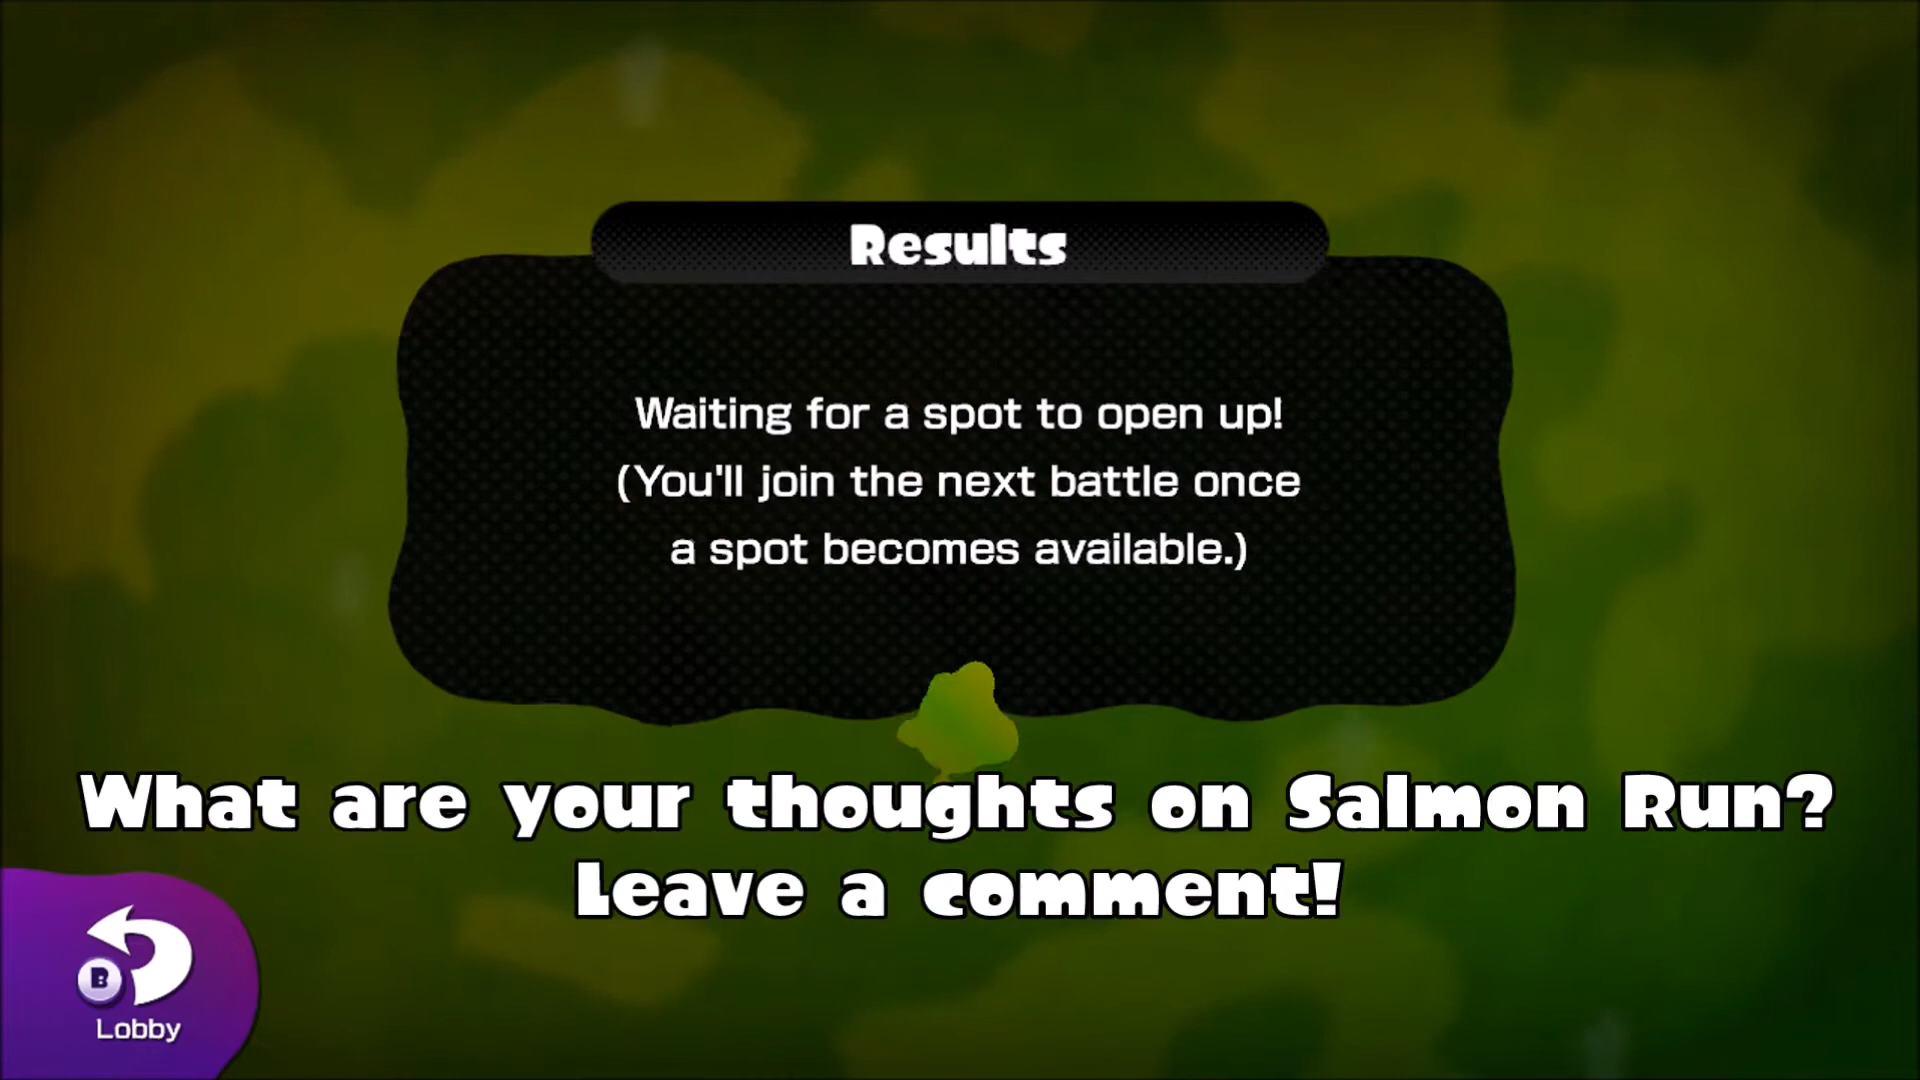 Results
Waiting for a spot to open up!
(You'll join the next battle once
a spot becomes available.)
What are your thoughts on Salmon Run?
Leave a comment!
B
Lobby